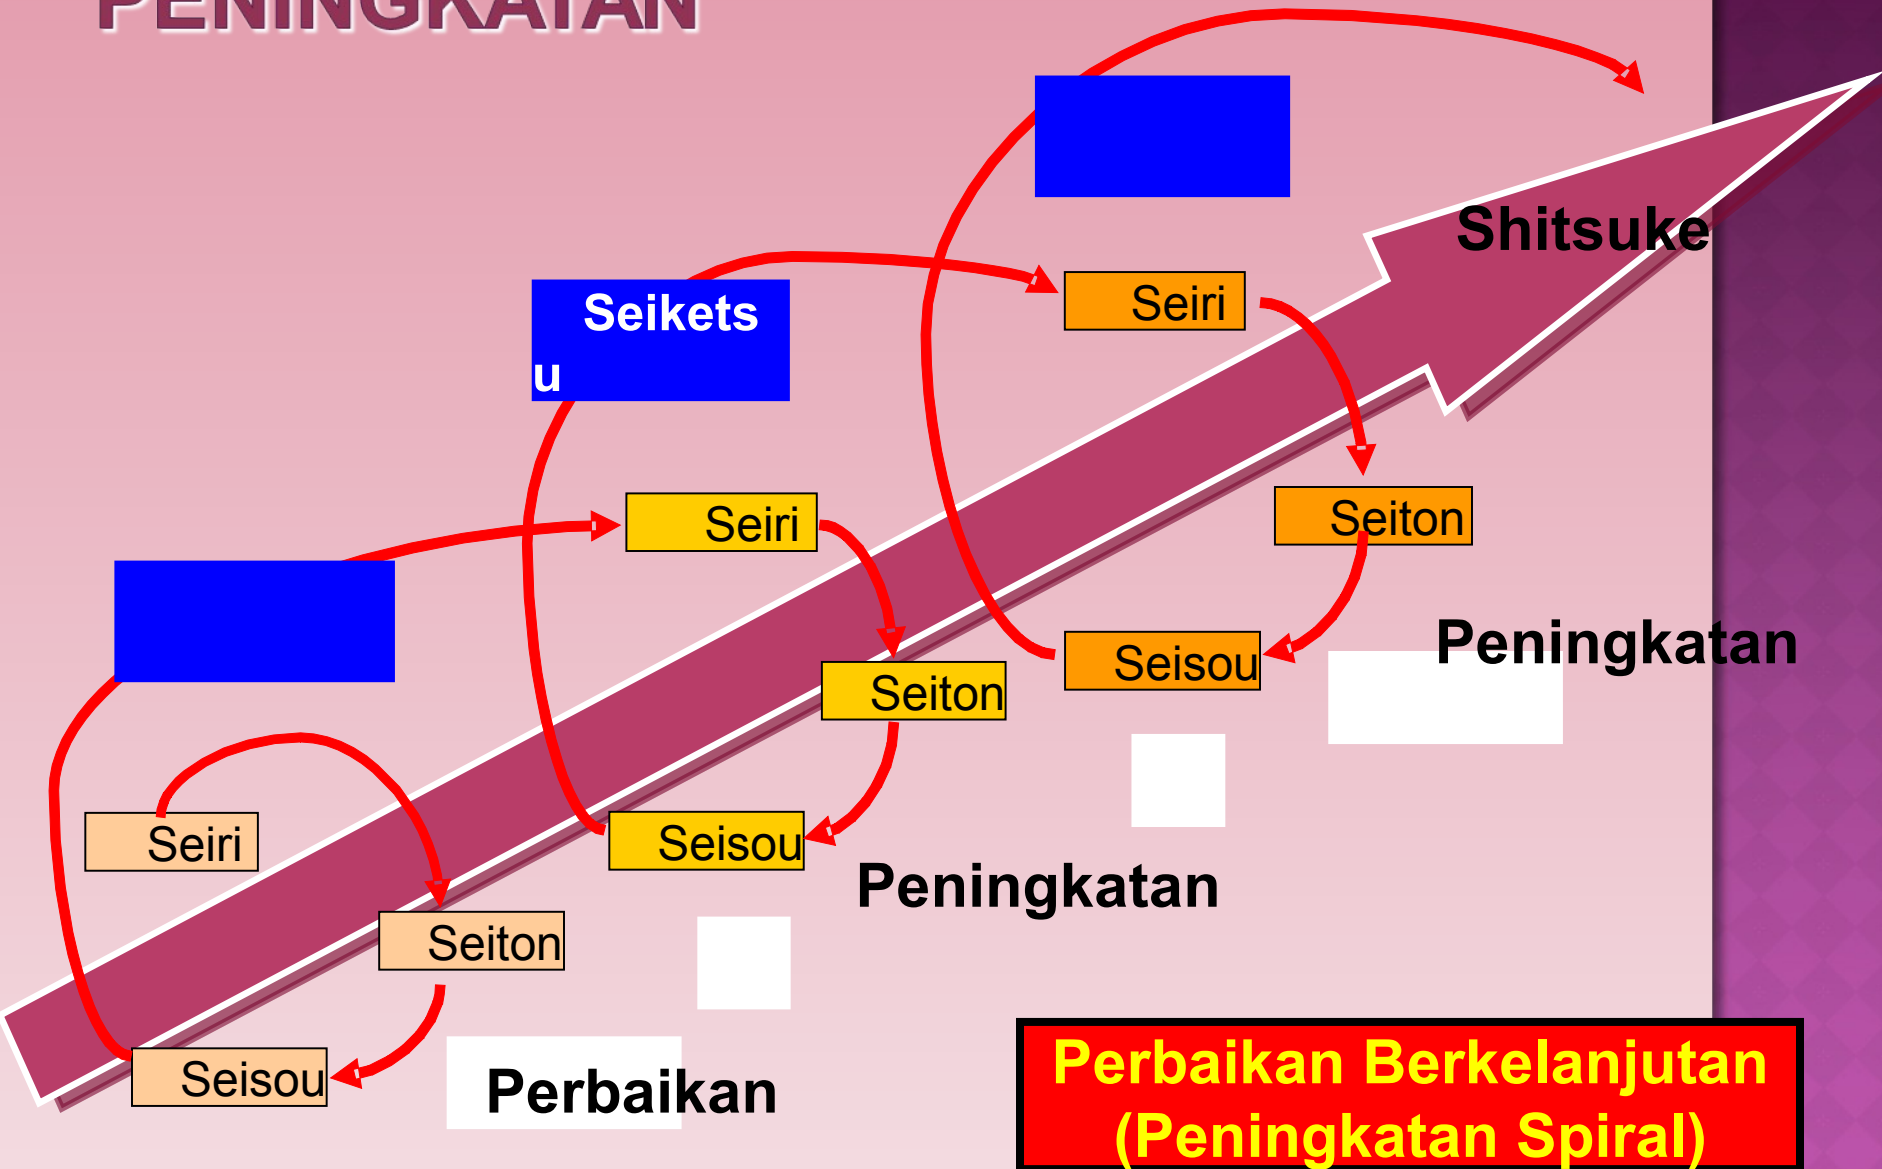 PENINGKATAN
Shitsuke
Seiri
Seikets
u
Seiri
Seiton
Peningkatan
Seisou
Seiton
Seiri
Seisou
Peningkatan
Seiton
Seisou
Perbaikan
Perbaikan Berkelanjutan
(Peningkatan Spiral)